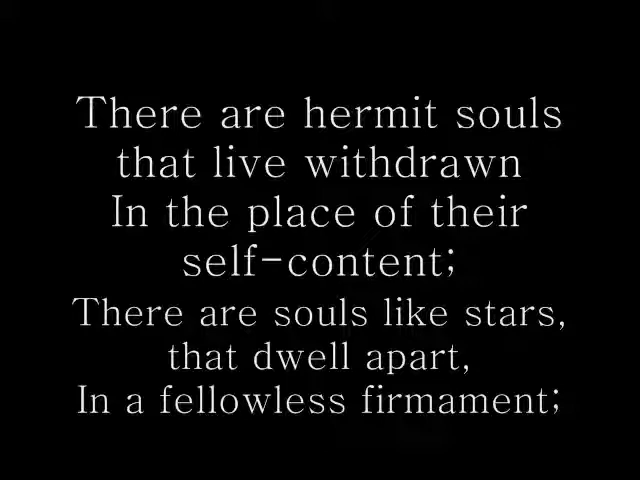 There are hermit souls
that live withdrawn
In the place of their
self-content;
There are souls like stars,
that dwell apart,
In a fellowless firmament;